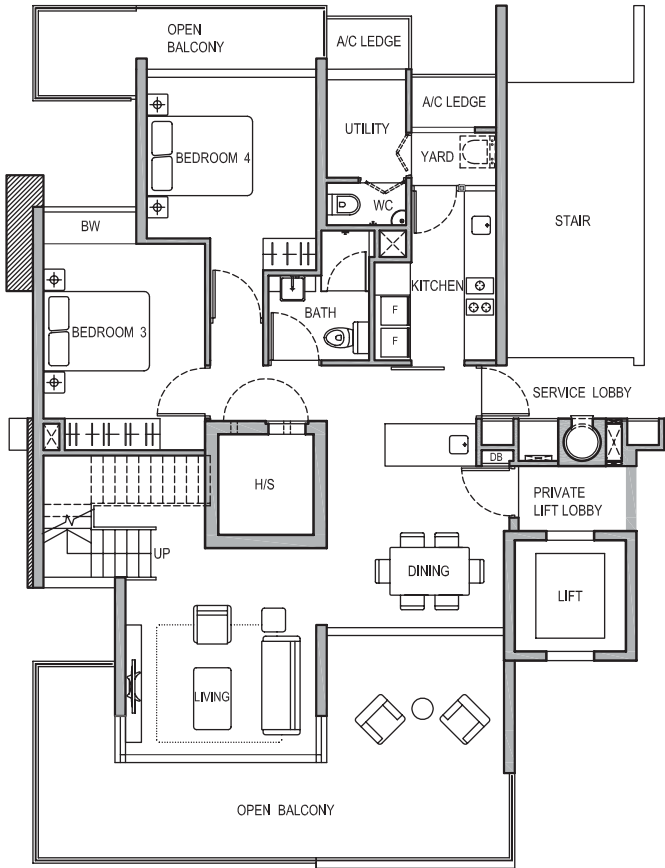 OPEN
BALCONY
A/C LEDGE
A/C LEDGE
UTILITY
BEDROOM 4
YARD
WC
BW
STAIR
KITCHEN
BATH
F
F
BEDROOM 3
SERVICE LOBBY
DB
H/S
PRIVATE
LIFT LOBBY
UP
DINING
LIFT
LIVING
OPEN BALCONY